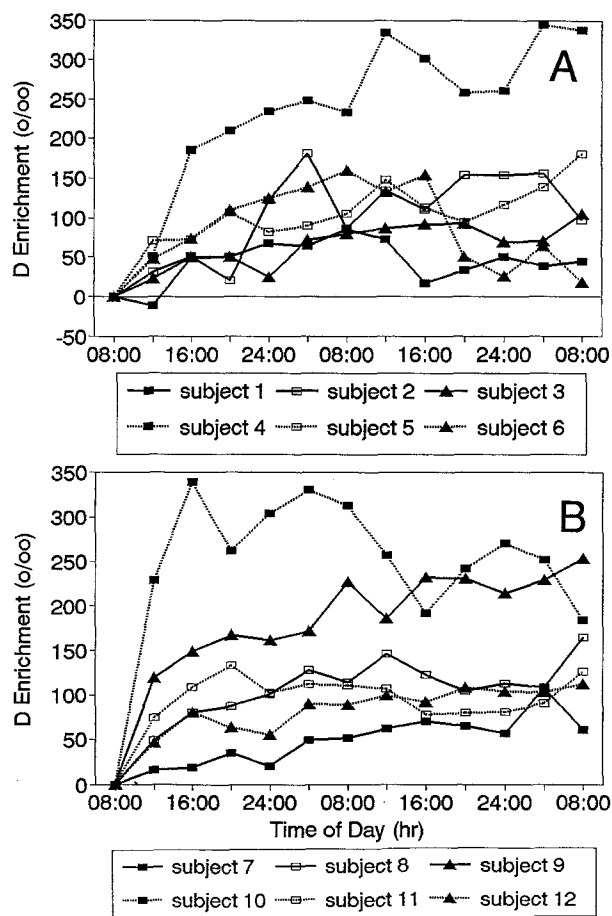 350
300
250
200
150
100
50
0
-50
D Enrichment (o/oo)
A
08:00 16:00 24:00 08:00 16:00 24:00 08:00
subject 1 subject 2 subject 3
subject 4 subject 5 subject 6
350
300
250
200
150
100
50
0
D Enrichment (o/oo)
B
08:00 16:00 24:00 08:00 16:00 24:00 08:00
Time of Day (hr)
subject 7 subject 8 subject 9
subject 10 subject 11 subject 12